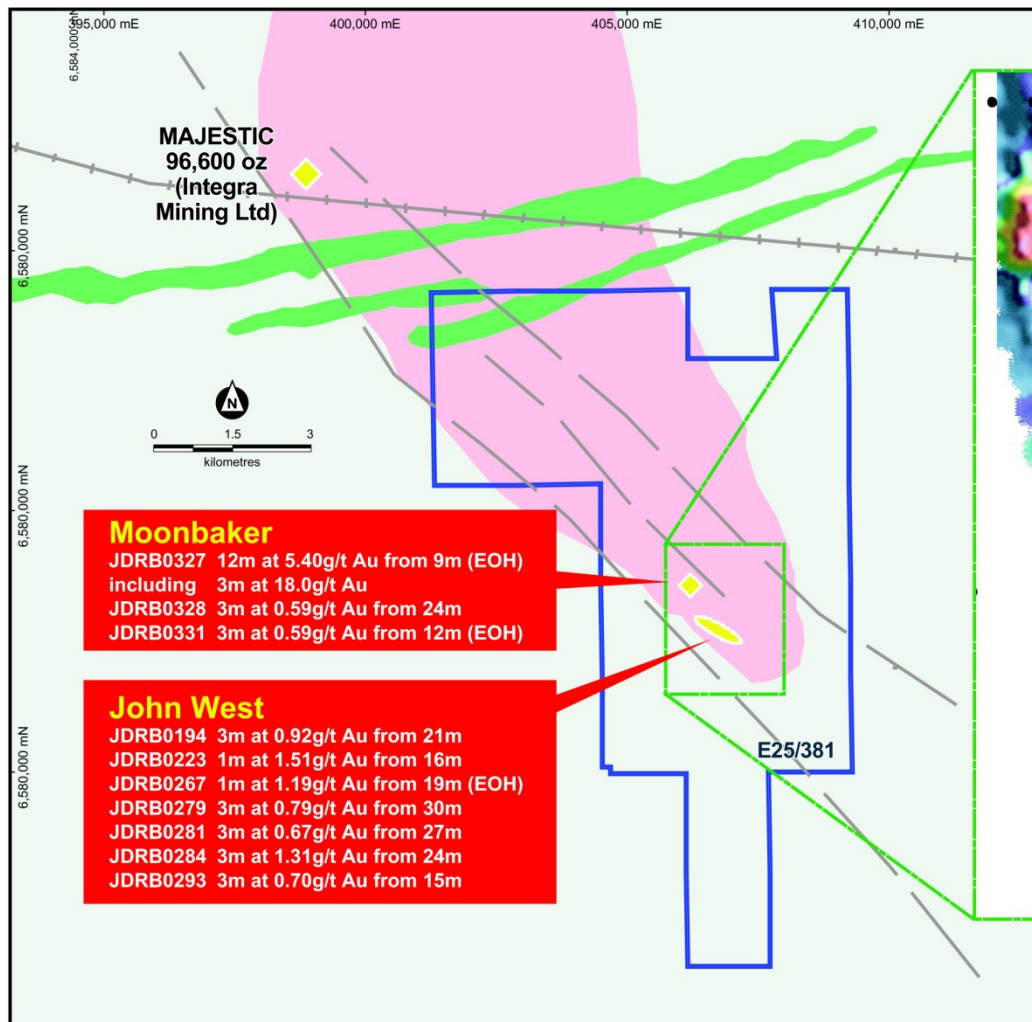 395,000 mE
400,000 mE
405,000 mE
410,000 mE
6,584,000 mN
MAJESTIC
96,600 oz
(Integra
Mining Ltd)
6,580,000 mN
N
0 1.5 3
kilometres
6,580,000 mN
Moonbaker
JDRB0327 12m at 5.40g/t Au from 9m (EOH)
including 3m at 18.0g/t Au
JDRB0328 3m at 0.59g/t Au from 24m
JDRB0331 3m at 0.59g/t Au from 12m (EOH)
John West
JDRB0194 3m at 0.92g/t Au from 21m
JDRB0223 1m at 1.51g/t Au from 16m
JDRB0267 1m at 1.19g/t Au from 19m (EOH)
JDRB0279 3m at 0.79g/t Au from 30m
JDRB0281 3m at 0.67g/t Au from 27m
JDRB0284 3m at 1.31g/t Au from 24m
JDRB0293 3m at 0.70g/t Au from 15m
6,580,000 mN
E25/381